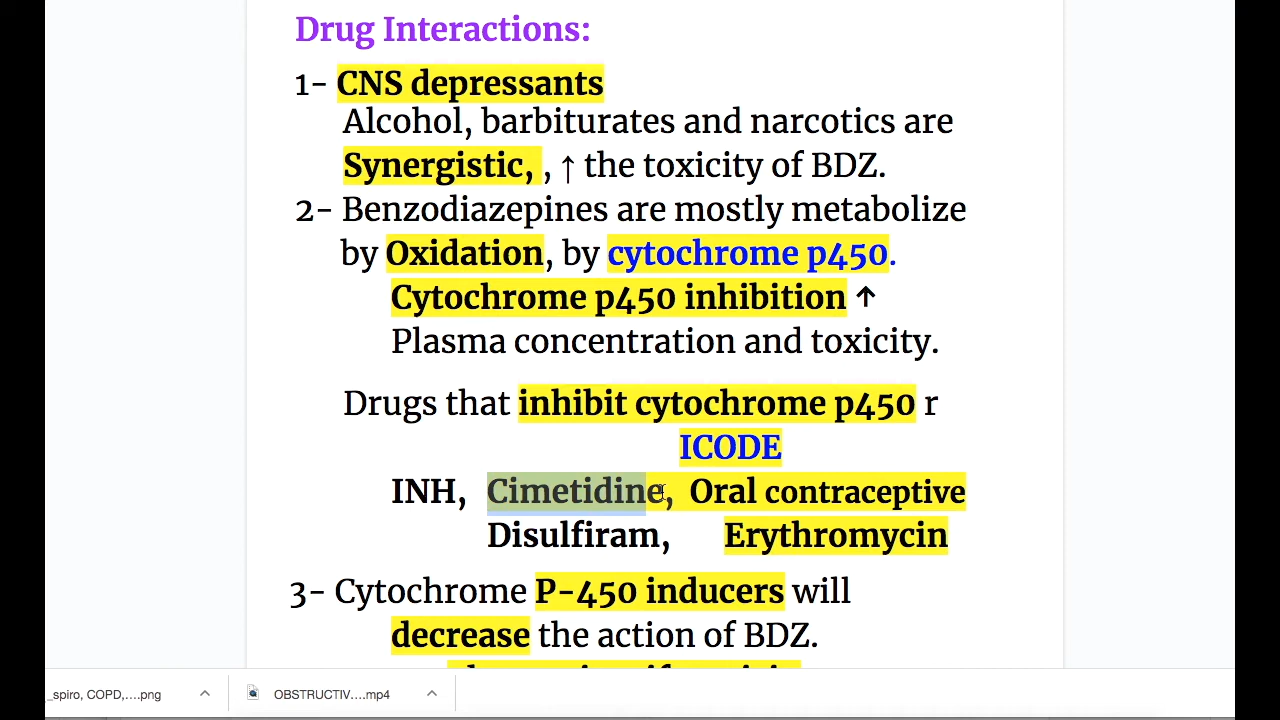 Drug Interactions:
1- CNS depressants
Alcohol, barbiturates and narcotics are
Synergistic, , ↑ the toxicity of BDZ.
2- Benzodiazepines are mostly metabolize
by Oxidation, by cytochrome p450.
Cytochrome p450 inhibition ↑
Plasma concentration and toxicity.
Drugs that inhibit cytochrome p450 r
ICODE
INH, Cimetidine, Oral contraceptive
Disulfiram, Erythromycin
3- Cytochrome P-450 inducers will
decrease the action of BDZ.
_spiro, COPD,....png OBSTRUCTIV....mp4